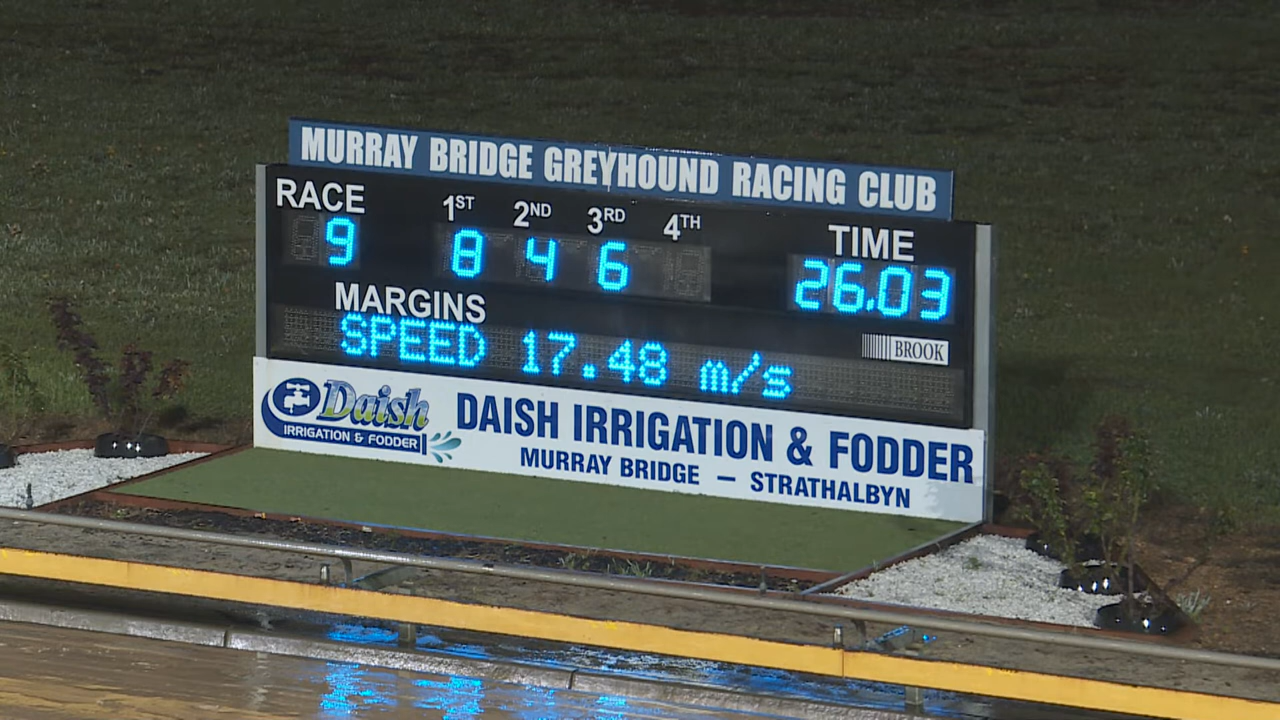 MURRAY BRIDGE GREYHOUND RACING CLUB
RACE 1ST 2ND 3RD 4TH TIME
9 8 4 6 26.03
MARGINS
SPEED 17.48 m/s
BROOK
Daish
IRRIGATION & FODDER
DAISH IRRIGATION & FODDER
MURRAY BRIDGE – STRATHALBYN